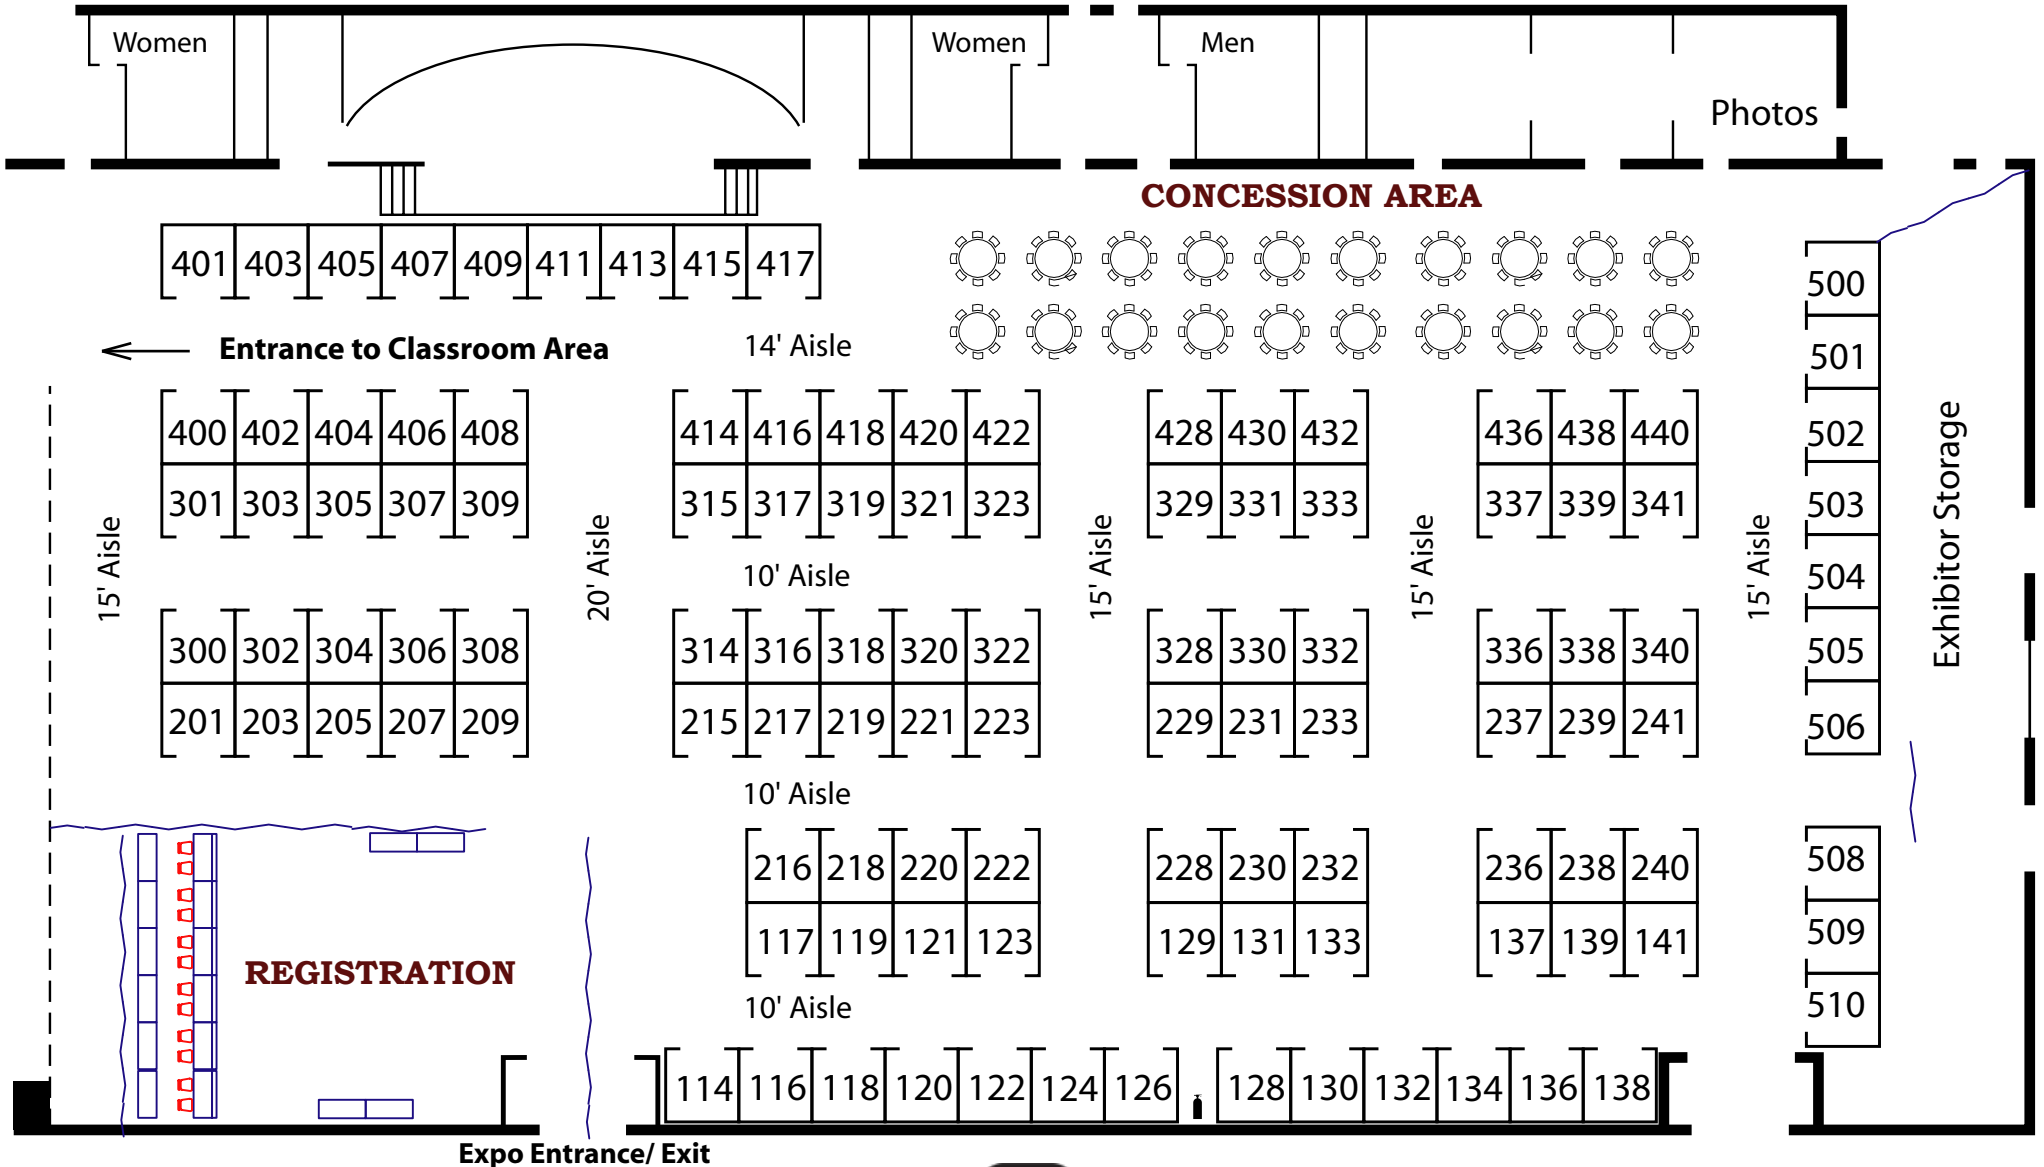 Women
Women
Men
Photos
CONCESSION AREA
401 403 405 407 409 411 413 415 417
500
Entrance to Classroom Area
14' Aisle
501
400 402 404 406 408 414 416 418 420 422 428 430 432 436 438 440
502
301 303 305 307 309 315 317 319 321 323 329 331 333 337 339 341
503
15' Aisle
20' Aisle
10' Aisle
15' Aisle
15' Aisle
15' Aisle
504
Exhibitor Storage
300 302 304 306 308 314 316 318 320 322 328 330 332 336 338 340
505
201 203 205 207 209 215 217 219 221 223 229 231 233 237 239 241
506
10' Aisle
216 218 220 222 228 230 232 236 238 240
508
117 119 121 123 129 131 133 137 139 141
509
REGISTRATION
10' Aisle
510
114 116 118 120 122 124 126 128 130 132 134 136 138
Expo Entrance/ Exit